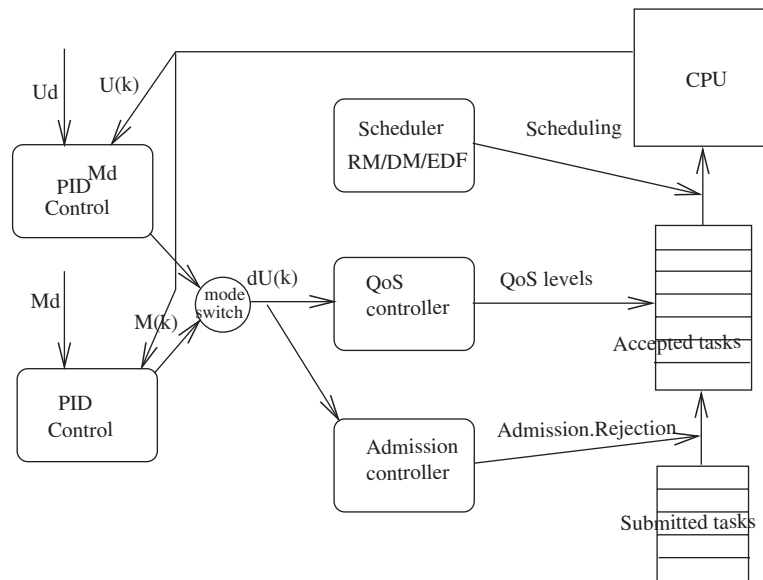 CPU
Ud
U(k)
Scheduler
RM/DM/EDF
Scheduling
Md
PID
Control
Md
M(k)
mode
switch
dU(k)
QoS
controller
QoS levels
Accepted tasks
PID
Control
Admission
controller
Admission.Rejection
Submitted tasks